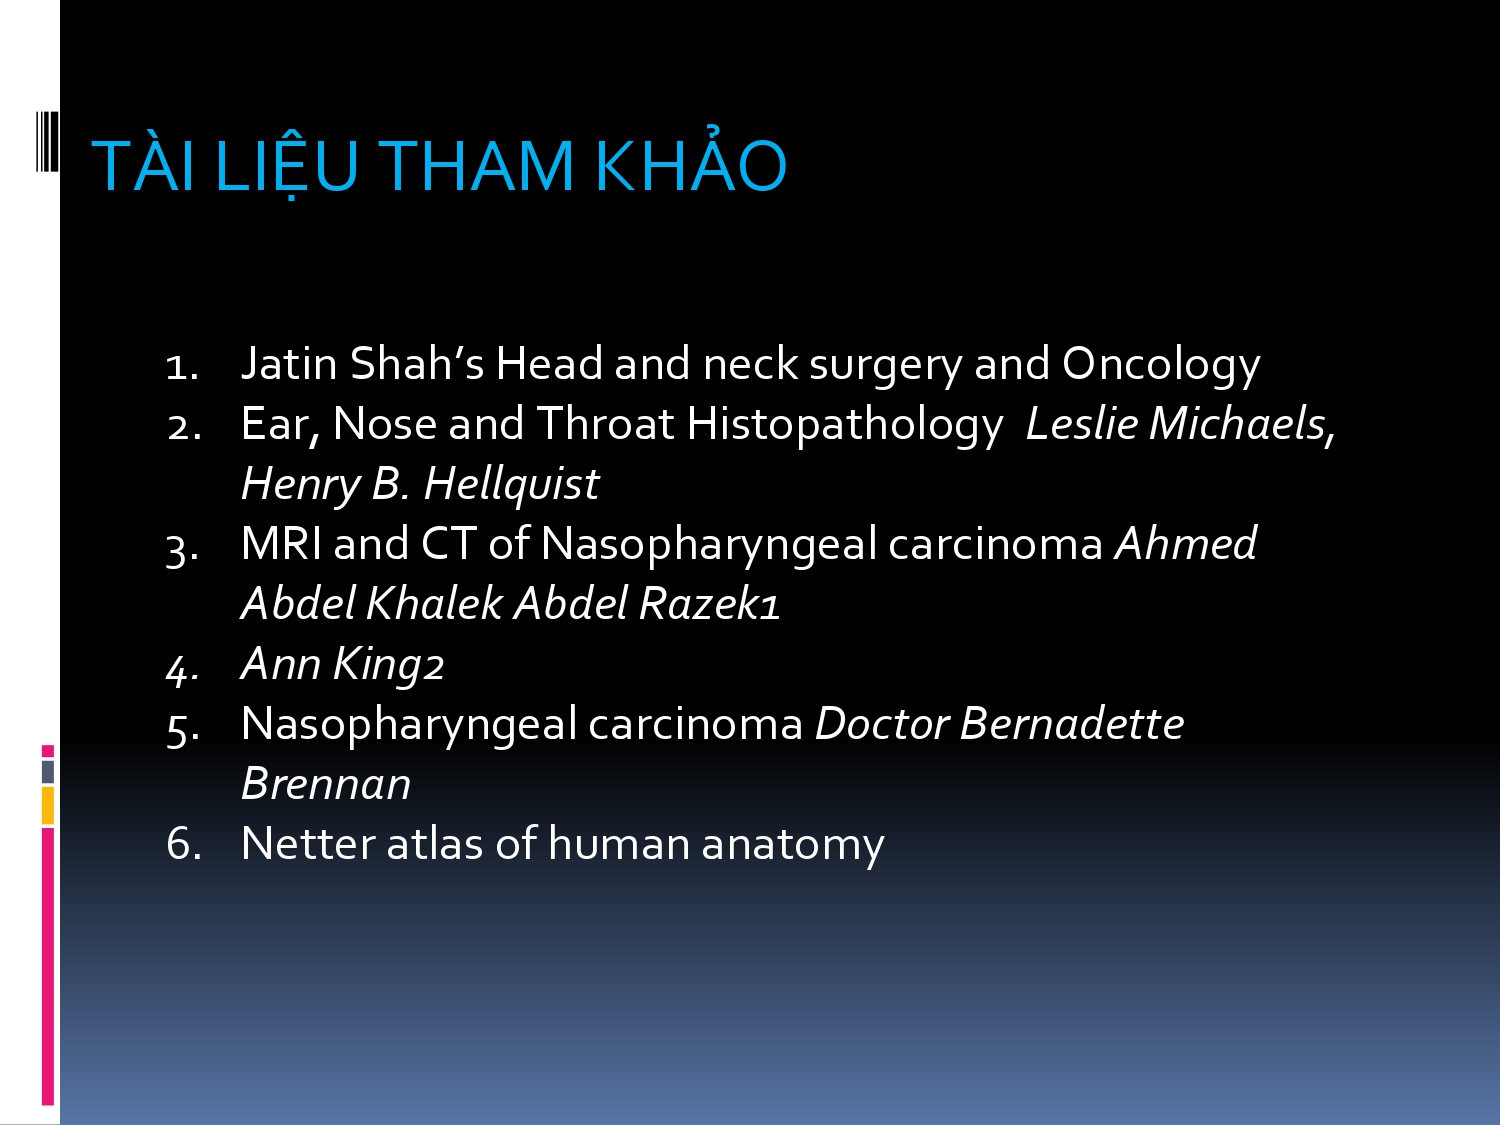 TÀI LIỆU THAM KHẢO
1. Jatin Shah’s Head and neck surgery and Oncology
2. Ear, Nose and Throat Histopathology Leslie Michaels,
Henry B. Hellquist
3. MRI and CT of Nasopharyngeal carcinoma Ahmed
Abdel Khalek Abdel Razek1
4. Ann King2
5. Nasopharyngeal carcinoma Doctor Bernadette
Brennan
6. Netter atlas of human anatomy